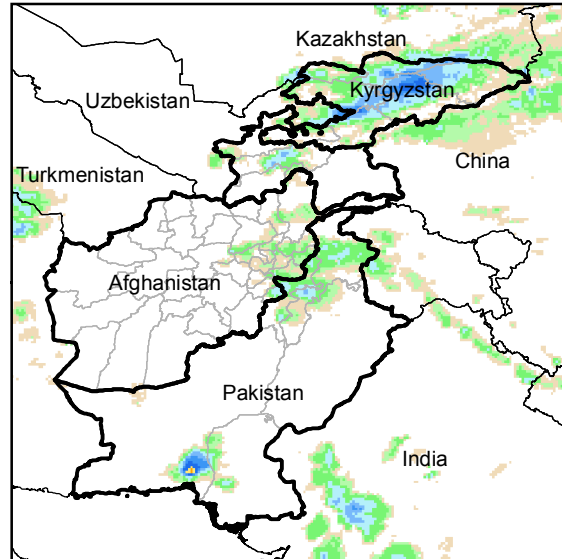 Kazakhstan
Kyrgyzstan
Uzbekistan
China
Turkmenistan
Afghanistan
Pakistan
India